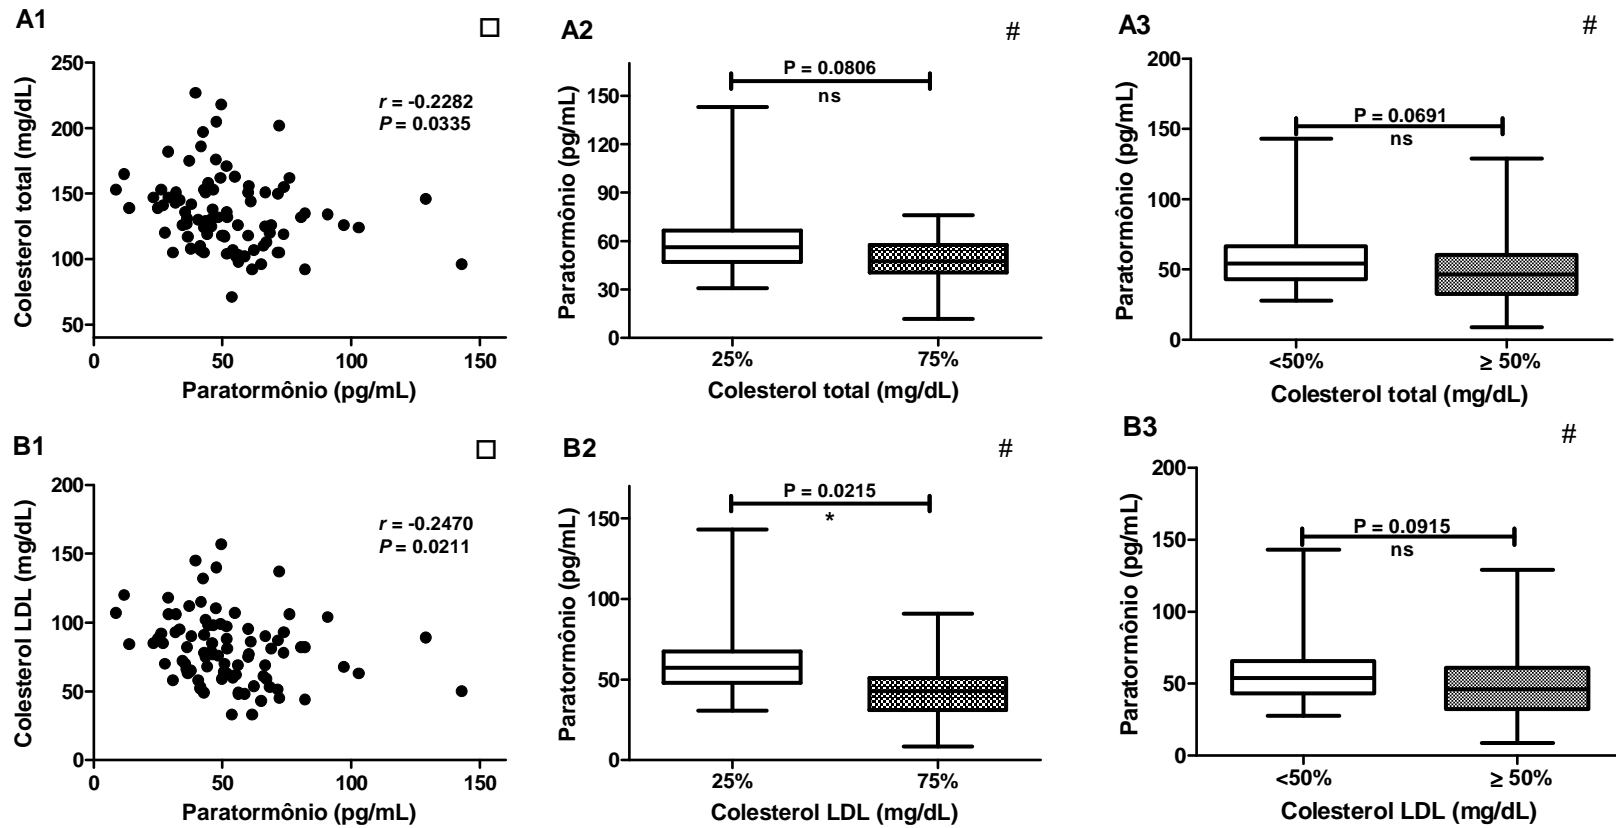 A1
□
250
200
150
100
50
0
50
100
150
Colesterol total (mg/dL)
r = -0.2282
P = 0.0335
Paratormônio (pg/mL)
A2
#
150
120
90
60
30
0
Paratormônio (pg/mL)
P = 0.0806
ns
25%
75%
Colesterol total (mg/dL)
A3
#
200
150
100
50
0
Paratormônio (pg/mL)
P = 0.0691
ns
<50%
≥ 50%
Colesterol total (mg/dL)
B1
□
200
150
100
50
0
Colesterol LDL (mg/dL)
r = -0.2470
P = 0.0211
0
50
100
150
Paratormônio (pg/mL)
B2
#
150
100
50
0
Paratormônio (pg/mL)
P = 0.0215
*
25%
75%
Colesterol LDL (mg/dL)
B3
#
200
150
100
50
0
Paratormônio (pg/mL)
P = 0.0915
ns
<50%
≥ 50%
Colesterol LDL (mg/dL)